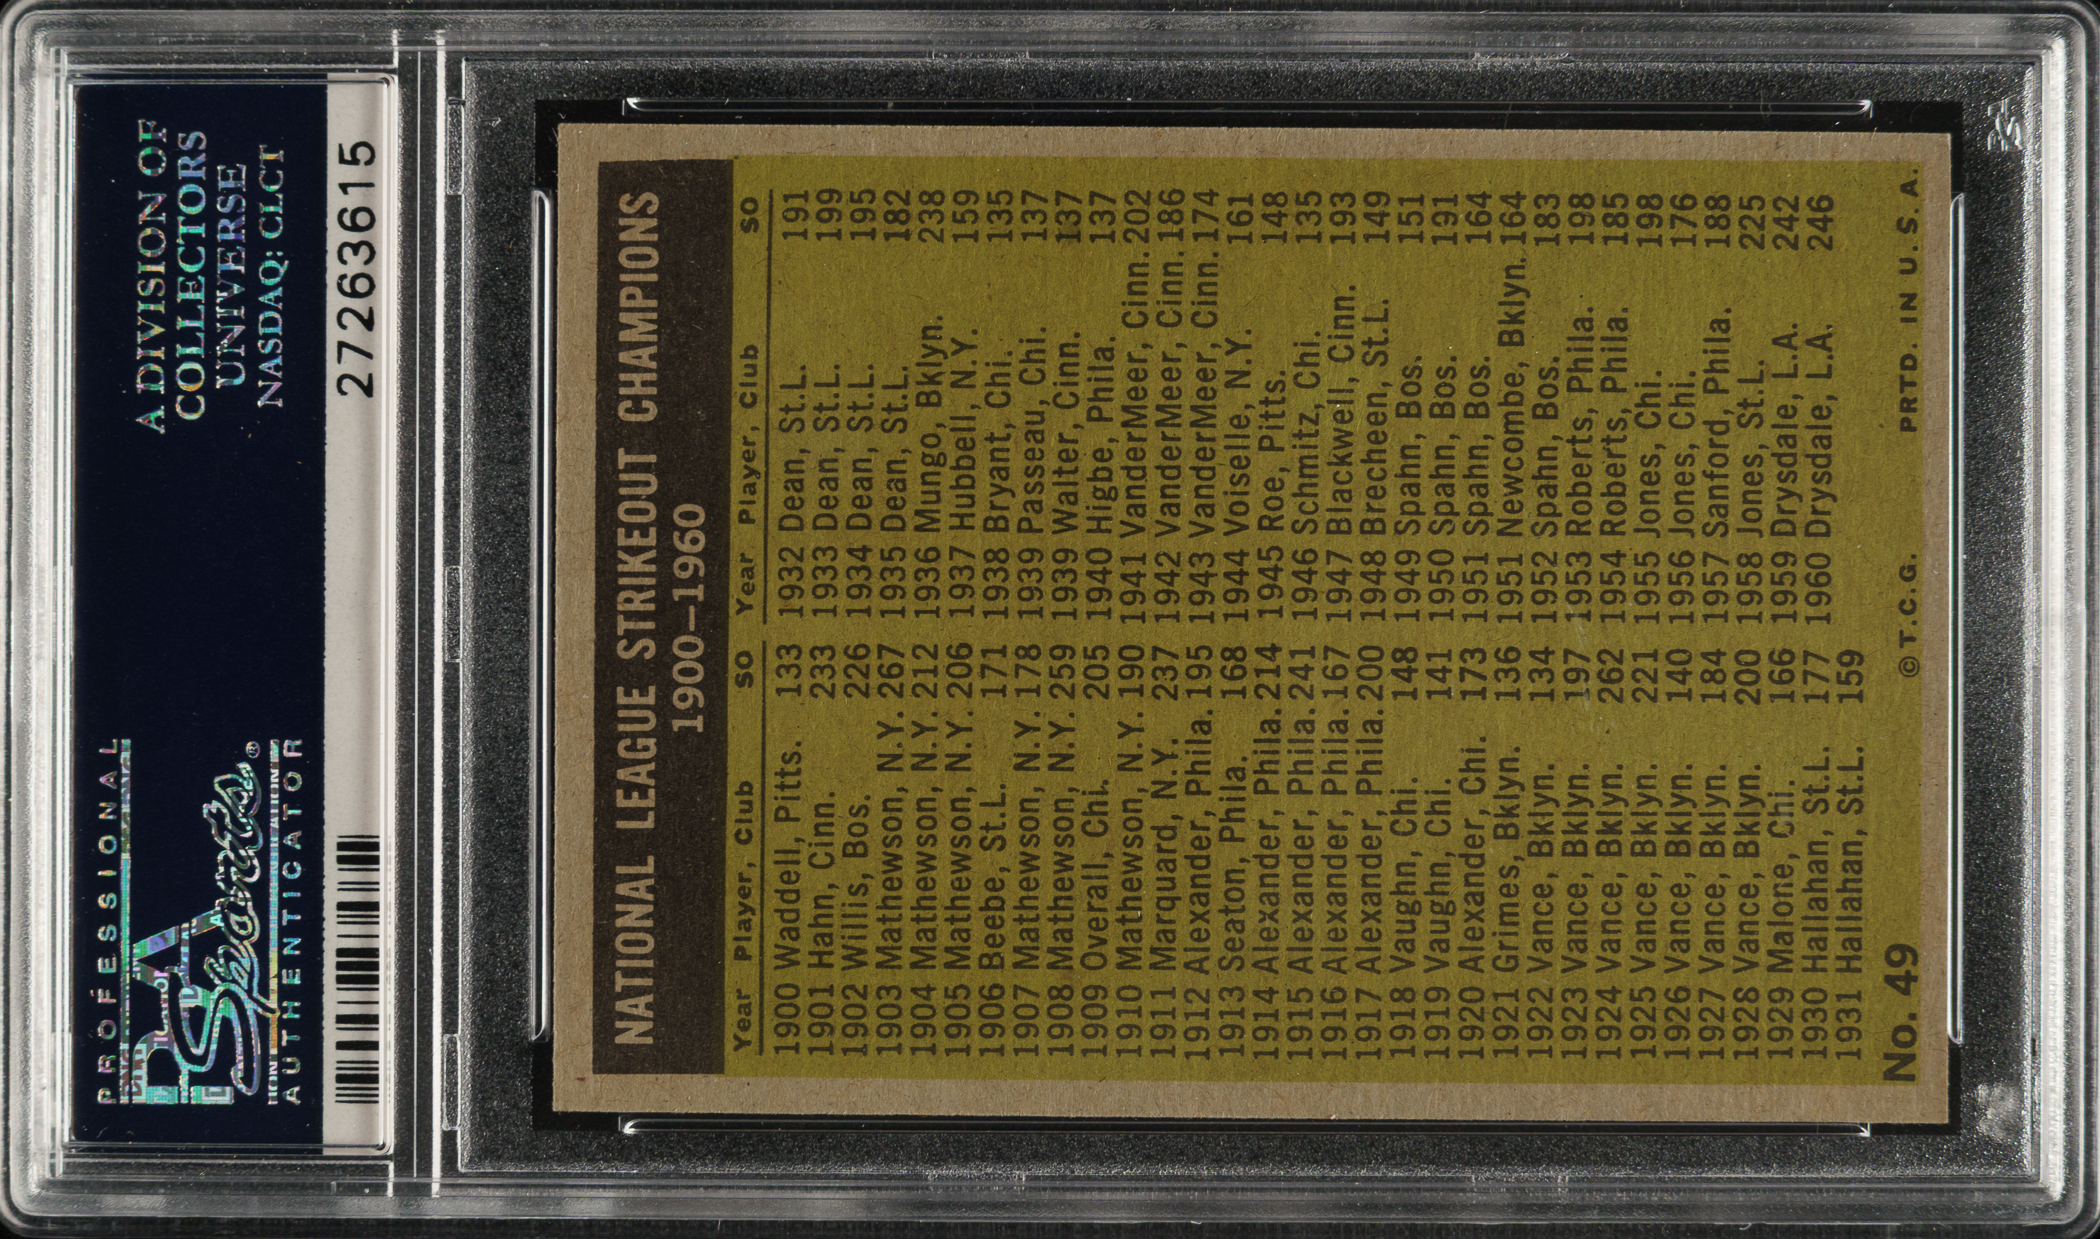 PROFESSIONAL
PSA
Sports®
AUTHENTICATOR
A DIVISION OF
COLLECTORS
UNIVERSE
NASDAQ: CLCT
27263615
NATIONAL LEAGUE STRIKEOUT CHAMPIONS
1900–1960
Year Player, Club SO
1900 Waddell, Pitts. 133
1901 Hahn, Cinn. 233
1902 Willis, Bos. 226
1903 Mathewson, N.Y. 267
1904 Mathewson, N.Y. 212
1905 Mathewson, N.Y. 206
1906 Beebe, St.L. 171
1907 Mathewson, N.Y. 178
1908 Mathewson, N.Y. 259
1909 Overall, Chi. 205
1910 Mathewson, N.Y. 190
1911 Marquard, N.Y. 237
1912 Alexander, Phila. 195
1913 Seaton, Phila. 168
1914 Alexander, Phila. 214
1915 Alexander, Phila. 241
1916 Alexander, Phila. 167
1917 Alexander, Phila. 200
1918 Vaughn, Chi. 148
1919 Vaughn, Chi. 141
1920 Alexander, Chi. 173
1921 Grimes, Bklyn. 136
1922 Vance, Bklyn. 134
1923 Vance, Bklyn. 197
1924 Vance, Bklyn. 262
1925 Vance, Bklyn. 221
1926 Vance, Bklyn. 140
1927 Vance, Bklyn. 184
1928 Vance, Bklyn. 200
1929 Malone, Chi. 166
1930 Hallahan, St.L. 177
1931 Hallahan, St.L. 159
Year Player, Club SO
1932 Dean, St.L. 191
1933 Dean, St.L. 199
1934 Dean, St.L. 195
1935 Dean, St.L. 182
1936 Mungo, Bklyn. 238
1937 Hubbell, N.Y. 159
1938 Bryant, Chi. 135
1939 Passeau, Chi. 137
1939 Walter, Cinn. 137
1940 Higbe, Phila. 137
1941 VanderMeer, Cinn. 202
1942 VanderMeer, Cinn. 186
1943 VanderMeer, Cinn. 174
1944 Voiselle, N.Y. 161
1945 Roe, Pitts. 148
1946 Schmitz, Chi. 135
1947 Blackwell, Cinn. 193
1948 Brecheen, St.L. 149
1949 Spahn, Bos. 151
1950 Spahn, Bos. 191
1951 Spahn, Bos. 164
1951 Newcombe, Bklyn. 164
1952 Spahn, Bos. 183
1953 Roberts, Phila. 198
1954 Roberts, Phila. 185
1955 Jones, Chi. 198
1956 Jones, Chi. 176
1957 Sanford, Phila. 188
1958 Jones, St.L. 225
1959 Drysdale, L.A. 242
1960 Drysdale, L.A. 246
No. 49
© T.C.G. PRTD. IN U.S.A.